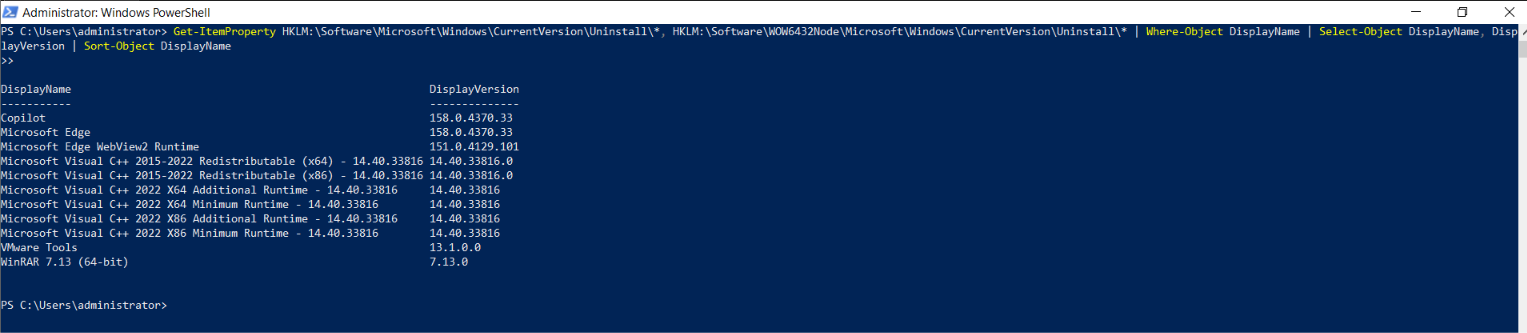 Administrator: Windows PowerShell
PS C:\Users\administrator> Get-ItemProperty HKLM:\Software\Microsoft\Windows\CurrentVersion\Uninstall\*, HKLM:\Software\WOW6432Node\Microsoft\Windows\CurrentVersion\Uninstall\* | Where-Object DisplayName | Select-Object DisplayName, Disp
layVersion | Sort-Object DisplayName
>>
DisplayName DisplayVersion
----------- --------------
Copilot 158.0.4370.33
Microsoft Edge 158.0.4370.33
Microsoft Edge WebView2 Runtime 151.0.4129.101
Microsoft Visual C++ 2015-2022 Redistributable (x64) - 14.40.33816 14.40.33816.0
Microsoft Visual C++ 2015-2022 Redistributable (x86) - 14.40.33816 14.40.33816.0
Microsoft Visual C++ 2022 X64 Additional Runtime - 14.40.33816 14.40.33816
Microsoft Visual C++ 2022 X64 Minimum Runtime - 14.40.33816 14.40.33816
Microsoft Visual C++ 2022 X86 Additional Runtime - 14.40.33816 14.40.33816
Microsoft Visual C++ 2022 X86 Minimum Runtime - 14.40.33816 14.40.33816
VMware Tools 13.1.0.0
WinRAR 7.13 (64-bit) 7.13.0
PS C:\Users\administrator>